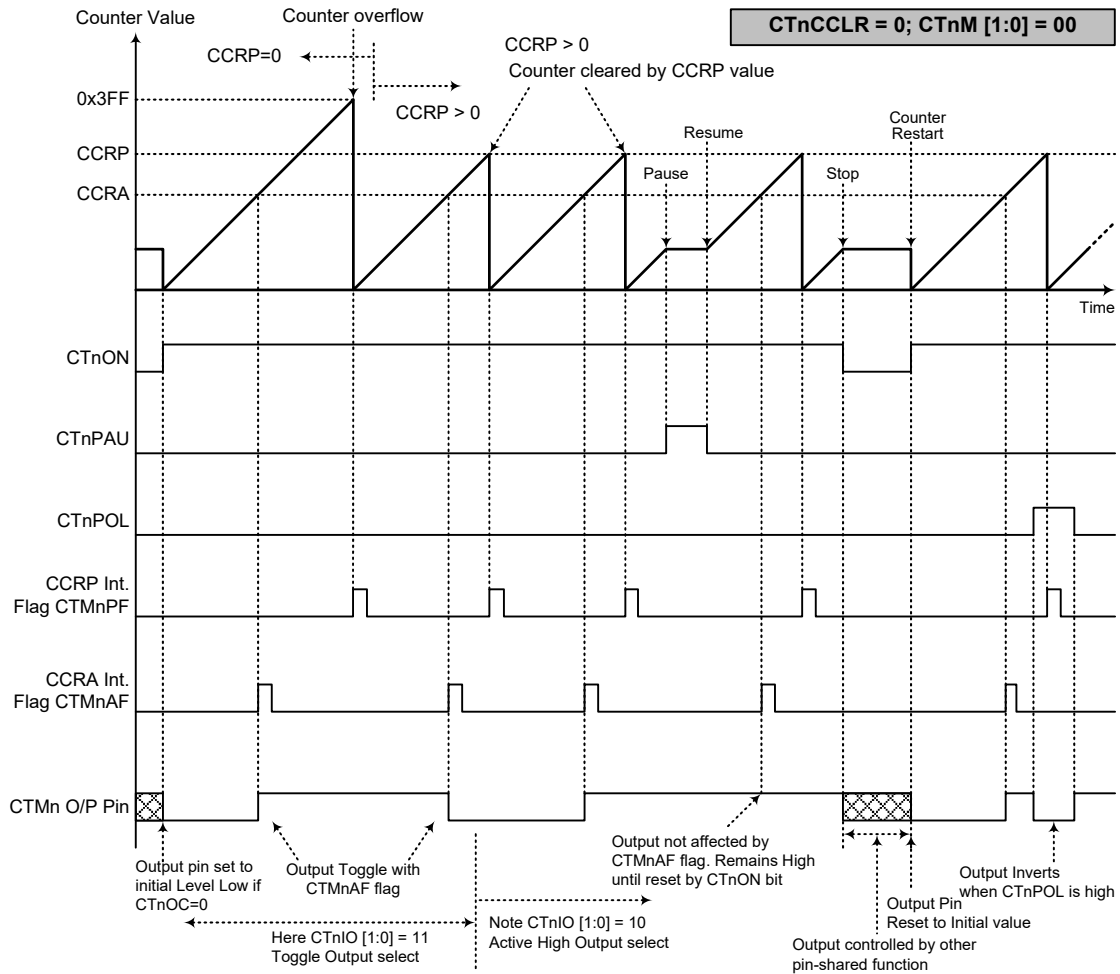 Counter Value
Counter overflow
CTnCCLR = 0; CTnM [1:0] = 00
CCRP=0
CCRP > 0
CCRP > 0
Counter cleared by CCRP value
0x3FF
CCRP
CCRA
Pause
Resume
Stop
Counter
Restart
Time
CTnON
CTnPAU
CTnPOL
CCRP Int.
Flag CTMnPF
CCRA Int.
Flag CTMnAF
CTMn O/P Pin
Output pin set to
initial Level Low if
CTnOC=0
Output Toggle with
CTMnAF flag
Here CTnIO [1:0] = 11
Toggle Output select
Note CTnIO [1:0] = 10
Active High Output select
Output not affected by
CTMnAF flag. Remains High
until reset by CTnON bit
Output Pin
Reset to Initial value
Output controlled by other
pin-shared function
Output Inverts
when CTnPOL is high